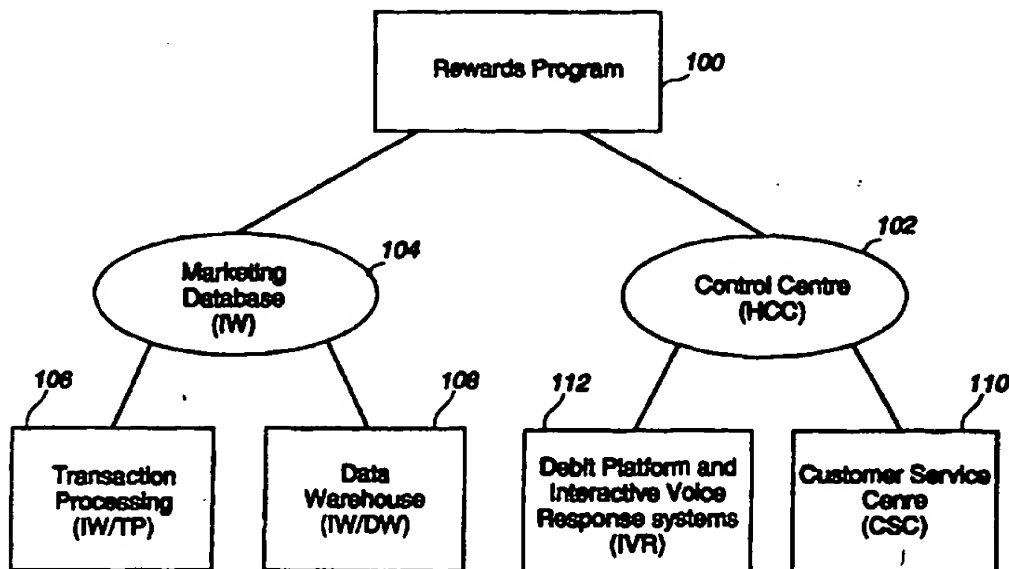 Rewards Program
100
104
102
Marketing
Database
(IW)
Control Centre
(HCC)
106
108
112
110
Transaction
Processing
(IW/TP)
Data
Warehouse
(IW/DW)
Debit Platform and
Interactive Voice
Response systems
(IVR)
Customer Service
Cenre
(CSC)